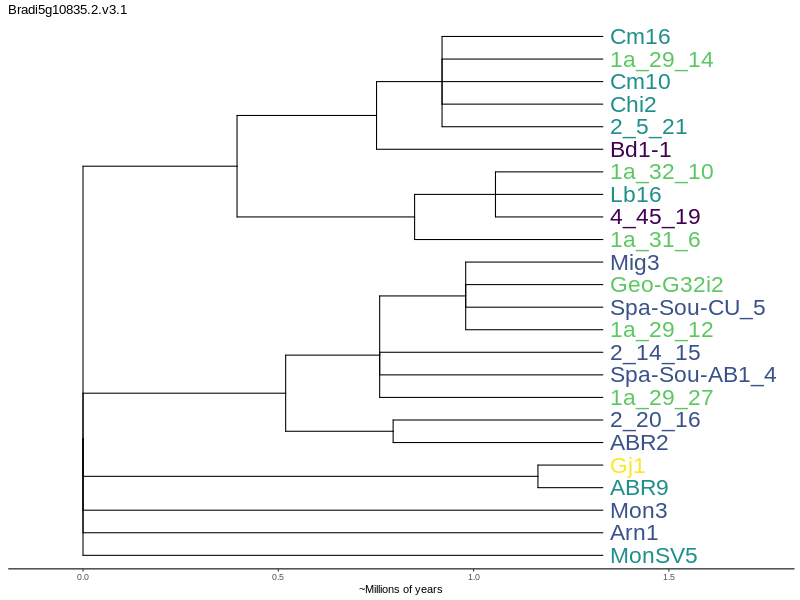 Bradi5g10835.2.v3.1
Cm16
1a_29_14
Cm10
Chi2
2_5_21
Bd1-1
1a_32_10
Lb16
4_45_19
1a_31_6
Mig3
Geo-G32i2
Spa-Sou-CU_5
1a_29_12
2_14_15
Spa-Sou-AB1_4
1a_29_27
2_20_16
ABR2
Gj1
ABR9
Mon3
Arn1
MonSV5
0.0 0.5 1.0 1.5
~Millions of years